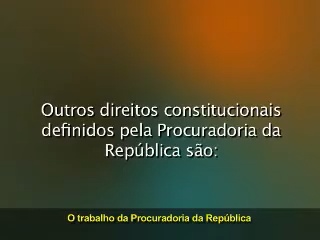 Outros direitos constitucionais
definidos pela Procuradoria da
República são:
O trabalho da Procuradoria da República